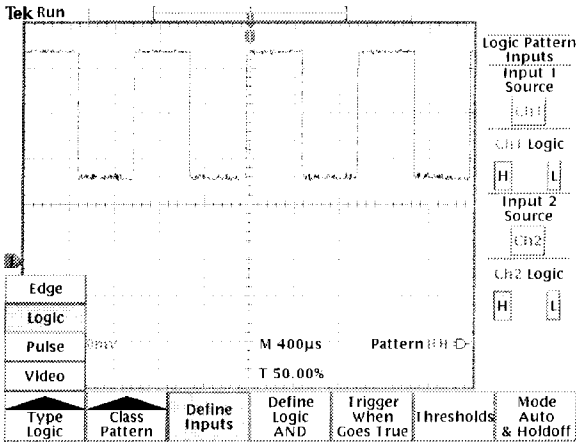 Tek Run
Logic Pattern
Inputs
Input 1
Source
Ch1
Ch1 Logic
H L
Input 2
Source
Ch2
Ch2 Logic
H L
Edge
Logic
Pulse
Video
M 400µs
Pattern
T 50.00%
Type
Logic
Class
Pattern
Define
Inputs
Define
Logic
AND
Trigger
When
Goes True
Thresholds
Mode
Auto
& Holdoff